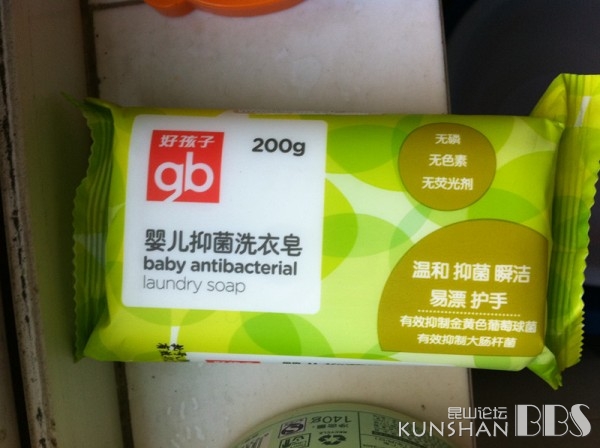 好孩子
gb
200g
婴儿抑菌洗衣皂
baby antibacterial
laundry soap
无磷
无色素
无荧光剂
温和 抑菌 瞬洁
易漂 护手
有效抑制金黄色葡萄球菌
有效抑制大肠杆菌
140g
昆山论坛
KUNSHAN BBS